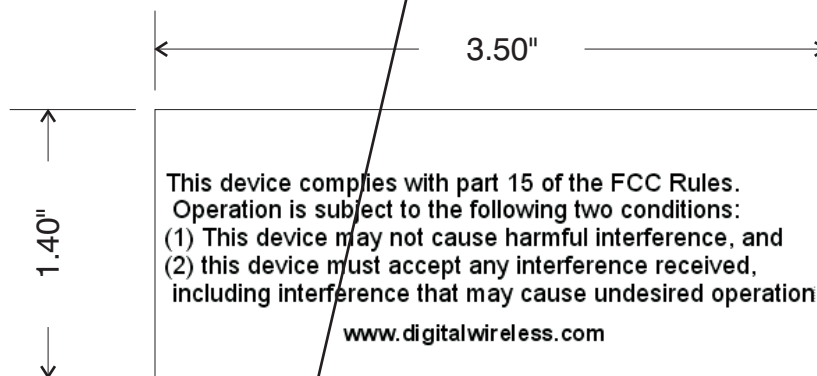 3.50"
1.40"
This device complies with part 15 of the FCC Rules.
Operation is subject to the following two conditions:
(1) This device may not cause harmful interference, and
(2) this device must accept any interference received,
including interference that may cause undesired operation
www.digitalwireless.com